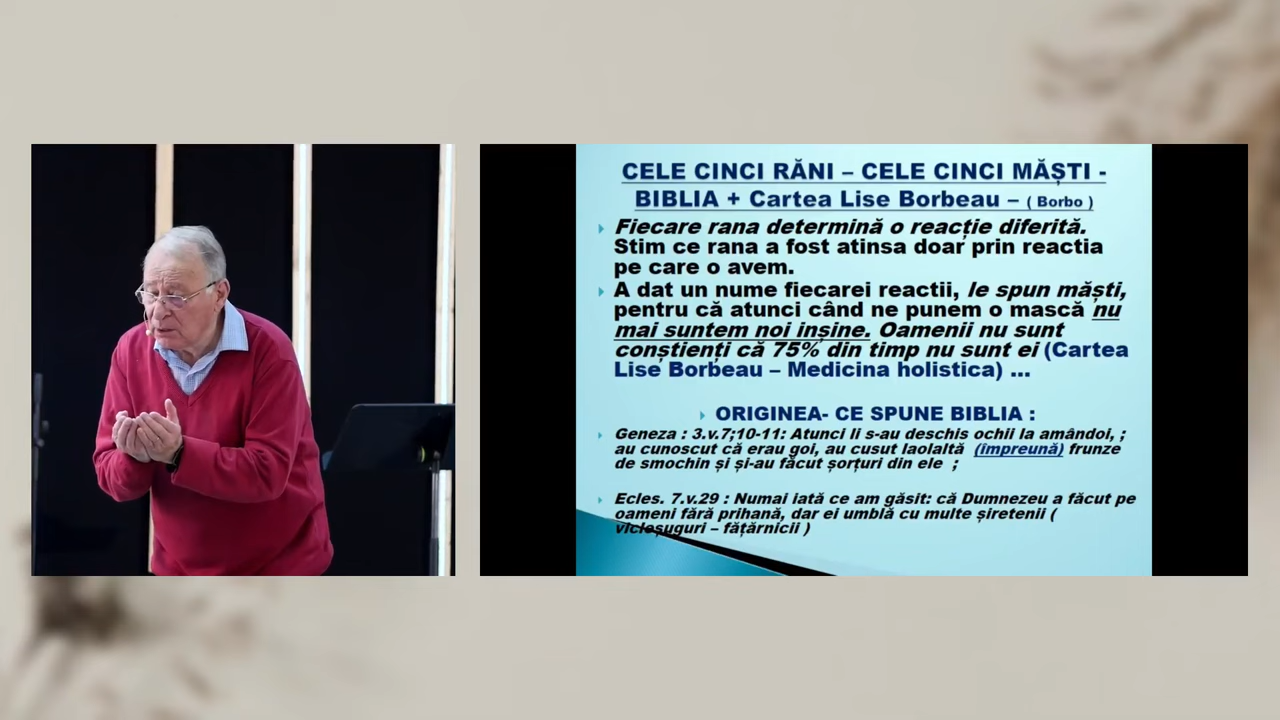 CELE CINCI RĂNI – CELE CINCI MĂȘTI -
BIBLIA + Cartea Lise Borbeau – ( Borbo )
Fiecare rana determină o reacție diferită.
Stim ce rana a fost atinsa doar prin reactia
pe care o avem.
A dat un nume fiecarei reactii, le spun măști,
pentru că atunci când ne punem o mască nu
mai suntem noi inșine. Oamenii nu sunt
conștienți că 75% din timp nu sunt ei (Cartea
Lise Borbeau – Medicina holistica) ...
ORIGINEA- CE SPUNE BIBLIA :
Geneza : 3.v.7;10-11: Atunci li s-au deschis ochii la amândoi, ;
au cunoscut că erau goi, au cusut laolaltă (împreună) frunze
de smochin și și-au făcut șorțuri din ele ;
Ecles. 7.v.29 : Numai iată ce am găsit: că Dumnezeu a făcut pe
oameni fără prihană, dar ei umblă cu multe șiretenii (
vicleșuguri – fățărnicii )